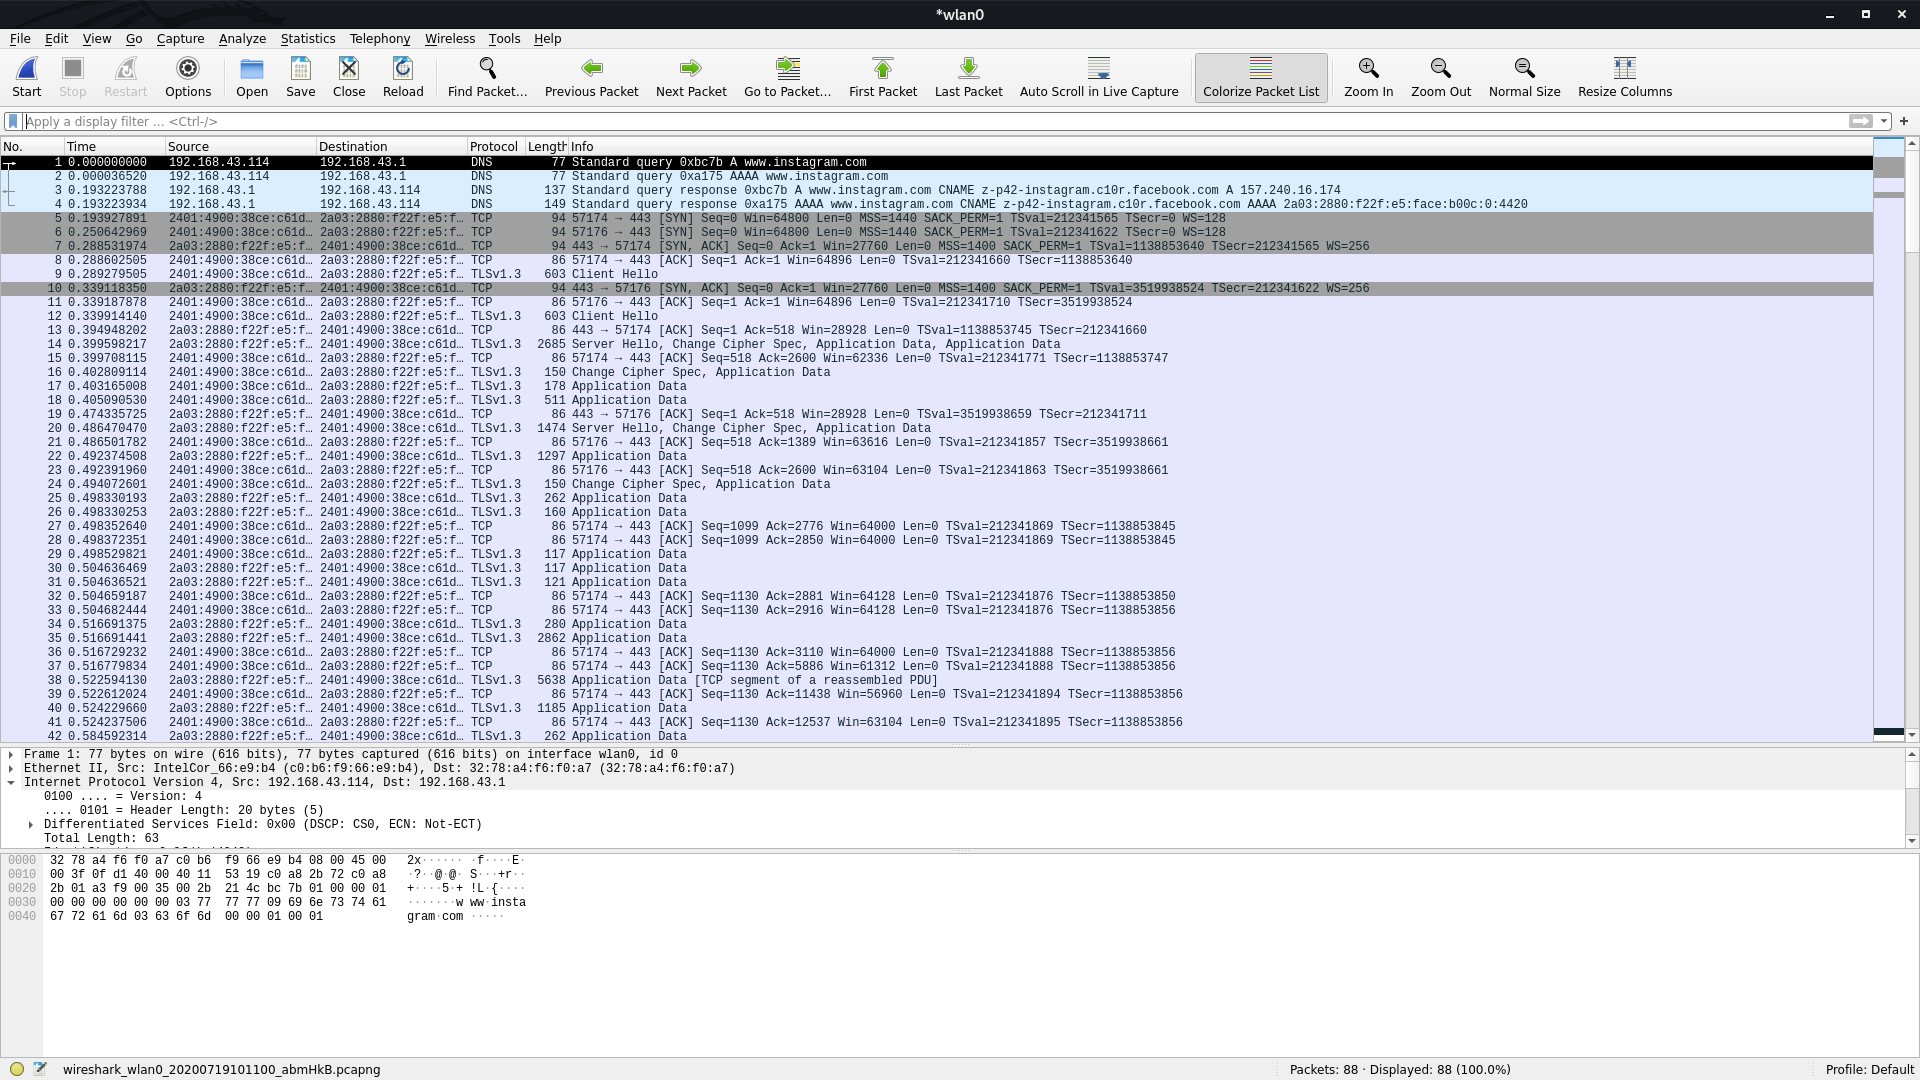 *wlan0
File Edit View Go Capture Analyze Statistics Telephony Wireless Tools Help
Start Stop Restart Options Open Save Close Reload Find Packet... Previous Packet Next Packet Go to Packet... First Packet Last Packet Auto Scroll in Live Capture Colorize Packet List Zoom In Zoom Out Normal Size Resize Columns
Apply a display filter ... <Ctrl-/>
No. Time Source Destination Protocol Length Info
1 0.000000000 192.168.43.114 192.168.43.1 DNS 77 Standard query 0xbc7b A www.instagram.com
2 0.000036520 192.168.43.114 192.168.43.1 DNS 77 Standard query 0xa175 AAAA www.instagram.com
3 0.193223788 192.168.43.1 192.168.43.114 DNS 137 Standard query response 0xbc7b A www.instagram.com CNAME z-p42-instagram.c10r.facebook.com A 157.240.16.174
4 0.193223934 192.168.43.1 192.168.43.114 DNS 149 Standard query response 0xa175 AAAA www.instagram.com CNAME z-p42-instagram.c10r.facebook.com AAAA 2a03:2880:f22f:e5:face:b00c:0:4420
5 0.193927891 2401:4900:38ce:c61d… 2a03:2880:f22f:e5:f… TCP 94 57174 → 443 [SYN] Seq=0 Win=64800 Len=0 MSS=1440 SACK_PERM=1 TSval=212341565 TSecr=0 WS=128
6 0.250642969 2401:4900:38ce:c61d… 2a03:2880:f22f:e5:f… TCP 94 57176 → 443 [SYN] Seq=0 Win=64800 Len=0 MSS=1440 SACK_PERM=1 TSval=212341622 TSecr=0 WS=128
7 0.288531974 2a03:2880:f22f:e5:f… 2401:4900:38ce:c61d… TCP 94 443 → 57174 [SYN, ACK] Seq=0 Ack=1 Win=27760 Len=0 MSS=1400 SACK_PERM=1 TSval=1138853640 TSecr=212341565 WS=256
8 0.288602505 2401:4900:38ce:c61d… 2a03:2880:f22f:e5:f… TCP 86 57174 → 443 [ACK] Seq=1 Ack=1 Win=64896 Len=0 TSval=212341660 TSecr=1138853640
9 0.289279505 2401:4900:38ce:c61d… 2a03:2880:f22f:e5:f… TLSv1.3 603 Client Hello
10 0.339118350 2a03:2880:f22f:e5:f… 2401:4900:38ce:c61d… TCP 94 443 → 57176 [SYN, ACK] Seq=0 Ack=1 Win=27760 Len=0 MSS=1400 SACK_PERM=1 TSval=3519938524 TSecr=212341622 WS=256
11 0.339187878 2401:4900:38ce:c61d… 2a03:2880:f22f:e5:f… TCP 86 57176 → 443 [ACK] Seq=1 Ack=1 Win=64896 Len=0 TSval=212341710 TSecr=3519938524
12 0.339914140 2401:4900:38ce:c61d… 2a03:2880:f22f:e5:f… TLSv1.3 603 Client Hello
13 0.394948202 2a03:2880:f22f:e5:f… 2401:4900:38ce:c61d… TCP 86 443 → 57174 [ACK] Seq=1 Ack=518 Win=28928 Len=0 TSval=1138853745 TSecr=212341660
14 0.399598217 2a03:2880:f22f:e5:f… 2401:4900:38ce:c61d… TLSv1.3 2685 Server Hello, Change Cipher Spec, Application Data, Application Data
15 0.399708115 2401:4900:38ce:c61d… 2a03:2880:f22f:e5:f… TCP 86 57174 → 443 [ACK] Seq=518 Ack=2600 Win=62336 Len=0 TSval=212341771 TSecr=1138853747
16 0.402809114 2401:4900:38ce:c61d… 2a03:2880:f22f:e5:f… TLSv1.3 150 Change Cipher Spec, Application Data
17 0.403165008 2401:4900:38ce:c61d… 2a03:2880:f22f:e5:f… TLSv1.3 178 Application Data
18 0.405090530 2401:4900:38ce:c61d… 2a03:2880:f22f:e5:f… TLSv1.3 511 Application Data
19 0.474335725 2a03:2880:f22f:e5:f… 2401:4900:38ce:c61d… TCP 86 443 → 57176 [ACK] Seq=1 Ack=518 Win=28928 Len=0 TSval=3519938659 TSecr=212341711
20 0.486470470 2a03:2880:f22f:e5:f… 2401:4900:38ce:c61d… TLSv1.3 1474 Server Hello, Change Cipher Spec, Application Data
21 0.486501782 2401:4900:38ce:c61d… 2a03:2880:f22f:e5:f… TCP 86 57176 → 443 [ACK] Seq=518 Ack=1389 Win=63616 Len=0 TSval=212341857 TSecr=3519938661
22 0.492374508 2a03:2880:f22f:e5:f… 2401:4900:38ce:c61d… TLSv1.3 1297 Application Data
23 0.492391960 2401:4900:38ce:c61d… 2a03:2880:f22f:e5:f… TCP 86 57176 → 443 [ACK] Seq=518 Ack=2600 Win=63104 Len=0 TSval=212341863 TSecr=3519938661
24 0.494072601 2401:4900:38ce:c61d… 2a03:2880:f22f:e5:f… TLSv1.3 150 Change Cipher Spec, Application Data
25 0.498330193 2a03:2880:f22f:e5:f… 2401:4900:38ce:c61d… TLSv1.3 262 Application Data
26 0.498330253 2a03:2880:f22f:e5:f… 2401:4900:38ce:c61d… TLSv1.3 160 Application Data
27 0.498352640 2401:4900:38ce:c61d… 2a03:2880:f22f:e5:f… TCP 86 57174 → 443 [ACK] Seq=1099 Ack=2776 Win=64000 Len=0 TSval=212341869 TSecr=1138853845
28 0.498372351 2401:4900:38ce:c61d… 2a03:2880:f22f:e5:f… TCP 86 57174 → 443 [ACK] Seq=1099 Ack=2850 Win=64000 Len=0 TSval=212341869 TSecr=1138853845
29 0.498529821 2401:4900:38ce:c61d… 2a03:2880:f22f:e5:f… TLSv1.3 117 Application Data
30 0.504636469 2a03:2880:f22f:e5:f… 2401:4900:38ce:c61d… TLSv1.3 117 Application Data
31 0.504636521 2a03:2880:f22f:e5:f… 2401:4900:38ce:c61d… TLSv1.3 121 Application Data
32 0.504659187 2401:4900:38ce:c61d… 2a03:2880:f22f:e5:f… TCP 86 57174 → 443 [ACK] Seq=1130 Ack=2881 Win=64128 Len=0 TSval=212341876 TSecr=1138853850
33 0.504682444 2401:4900:38ce:c61d… 2a03:2880:f22f:e5:f… TCP 86 57174 → 443 [ACK] Seq=1130 Ack=2916 Win=64128 Len=0 TSval=212341876 TSecr=1138853856
34 0.516691375 2a03:2880:f22f:e5:f… 2401:4900:38ce:c61d… TLSv1.3 280 Application Data
35 0.516691441 2a03:2880:f22f:e5:f… 2401:4900:38ce:c61d… TLSv1.3 2862 Application Data
36 0.516729232 2401:4900:38ce:c61d… 2a03:2880:f22f:e5:f… TCP 86 57174 → 443 [ACK] Seq=1130 Ack=3110 Win=64000 Len=0 TSval=212341888 TSecr=1138853856
37 0.516779834 2401:4900:38ce:c61d… 2a03:2880:f22f:e5:f… TCP 86 57174 → 443 [ACK] Seq=1130 Ack=5886 Win=61312 Len=0 TSval=212341888 TSecr=1138853856
38 0.522594130 2a03:2880:f22f:e5:f… 2401:4900:38ce:c61d… TLSv1.3 5638 Application Data [TCP segment of a reassembled PDU]
39 0.522612024 2401:4900:38ce:c61d… 2a03:2880:f22f:e5:f… TCP 86 57174 → 443 [ACK] Seq=1130 Ack=11438 Win=56960 Len=0 TSval=212341894 TSecr=1138853856
40 0.524229660 2a03:2880:f22f:e5:f… 2401:4900:38ce:c61d… TLSv1.3 1185 Application Data
41 0.524237506 2401:4900:38ce:c61d… 2a03:2880:f22f:e5:f… TCP 86 57174 → 443 [ACK] Seq=1130 Ack=12537 Win=63104 Len=0 TSval=212341895 TSecr=1138853856
42 0.584592314 2a03:2880:f22f:e5:f… 2401:4900:38ce:c61d… TLSv1.3 262 Application Data
Frame 1: 77 bytes on wire (616 bits), 77 bytes captured (616 bits) on interface wlan0, id 0
Ethernet II, Src: IntelCor_66:e9:b4 (c0:b6:f9:66:e9:b4), Dst: 32:78:a4:f6:f0:a7 (32:78:a4:f6:f0:a7)
Internet Protocol Version 4, Src: 192.168.43.114, Dst: 192.168.43.1
0100 .... = Version: 4
.... 0101 = Header Length: 20 bytes (5)
Differentiated Services Field: 0x00 (DSCP: CS0, ECN: Not-ECT)
Total Length: 63
0000 32 78 a4 f6 f0 a7 c0 b6 f9 66 e9 b4 08 00 45 00 2x······ ·f····E·
0010 00 3f 0f d1 40 00 40 11 53 19 c0 a8 2b 72 c0 a8 ·?··@·@· S···+r··
0020 2b 01 a3 f9 00 35 00 2b 21 4c bc 7b 01 00 00 01 +····5·+ !L·{····
0030 00 00 00 00 00 00 03 77 77 77 09 69 6e 73 74 61 ·······w ww·insta
0040 67 72 61 6d 03 63 6f 6d 00 00 01 00 01 gram·com ·····
wireshark_wlan0_20200719101100_abmHkB.pcapng Packets: 88 · Displayed: 88 (100.0%) Profile: Default